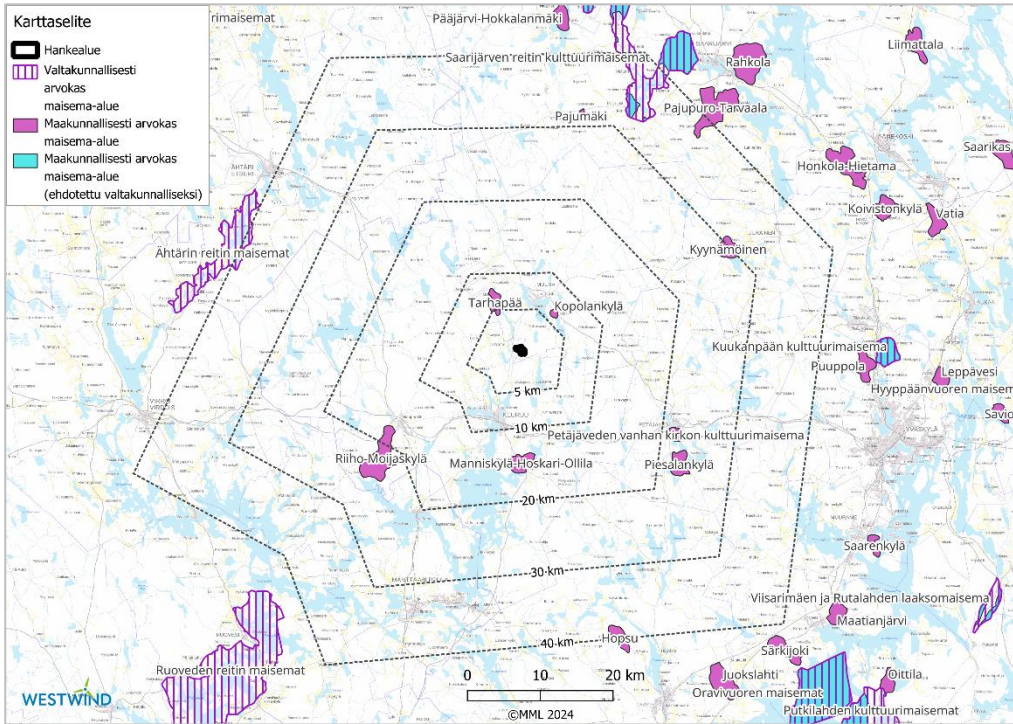 Karttaselite
Hankealue
Valtakunnallisesti
arvokas
maisema-alue
Maakunnallisesti arvokas
maisema-alue
Maakunnallisesti arvokas
maisema-alue
(ehdotettu valtakunnalliseksi)
rimaisemat
Pääjärvi-Hokkalanmäki
Liimattala
Saarijärven reitin kulttuurimaisemat
Rahkola
Pajumäki
Pajupuro-Tarvaala
Saarikas
Honkola-Hietama
Koivistonkylä
Vatia
Ähtärin reitin maisemat
Kyynämöinen
Tarhapää
Kopolankylä
Kuukanpään kulttuurimaisema
Puuppola
Leppävesi
Hyyppäänvuoren maisem
5 km
Savio
10 km
Petäjäveden vanhan kirkon kulttuurimaisema
Riiho-Moijaskylä
Manniskylä-Hoskari-Ollila
Piesalankylä
20 km
Saarenkylä
30 km
Viisarimäen ja Rutalahden laaksomaisema
Maatianjärvi
Hopsu
40 km
Särkijoki
Ruoveden reitin maisemat
Juokslahti
Oittila
Oravivuoren maisemat
Putkilahden kulttuurimaisemat
0 10 20 km
©MML 2024
WESTWIND